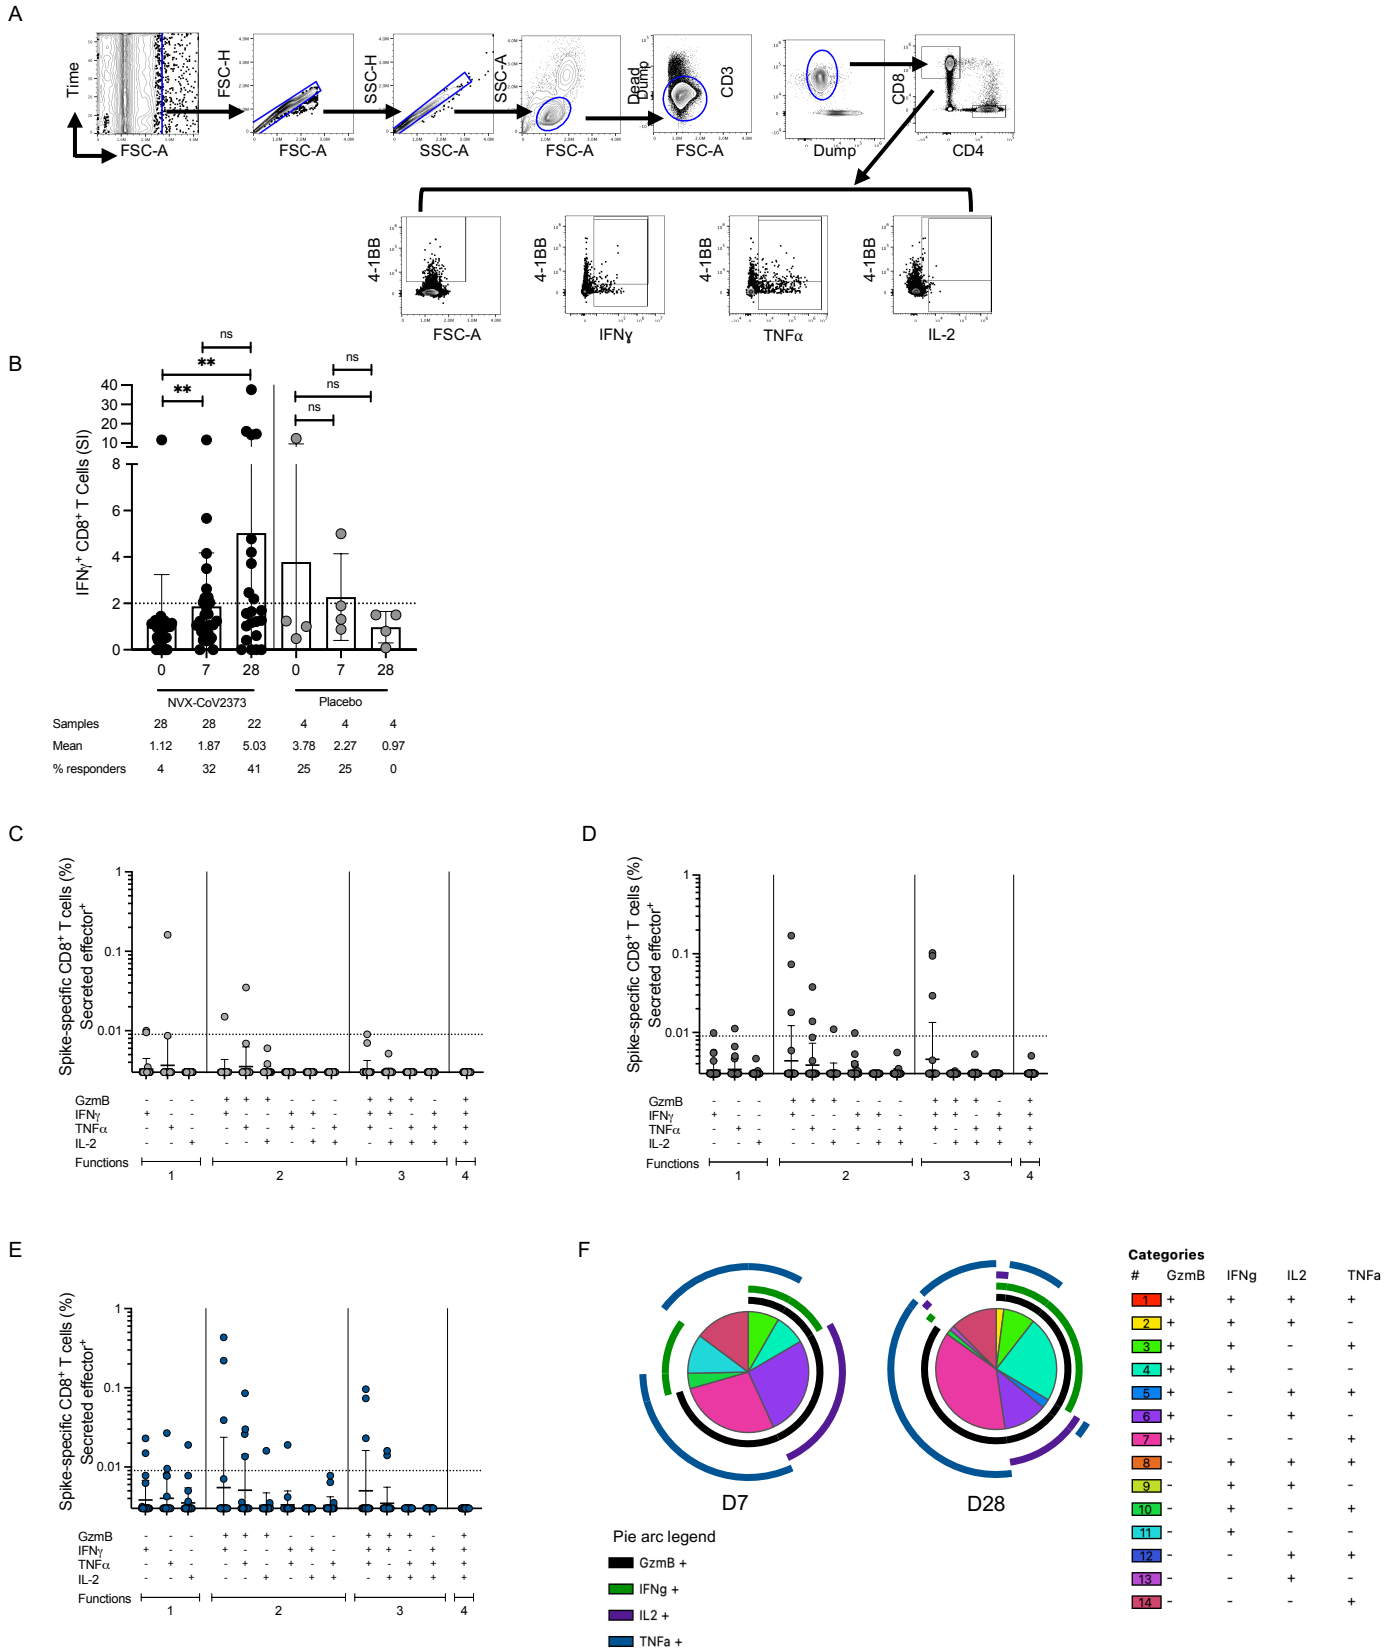 A
Time
FSC-A
FSC-H
FSC-A
SSC-H
SSC-A
SSC-A
FSC-A
Dead
Dump
FSC-A
CD3
Dump
CD8
CD4
4-1BB
FSC-A
4-1BB
IFNɣ
4-1BB
TNFα
4-1BB
IL-2
B
ns
**
**
ns
ns
ns
IFNγ⁺ CD8⁺ T Cells (SI)
40
30
20
10
8
6
4
2
0
0 7 28 0 7 28
NVX-CoV2373 Placebo
Samples 28 28 22 4 4 4
Mean 1.12 1.87 5.03 3.78 2.27 0.97
% responders 4 32 41 25 25 0
C
Spike-specific CD8⁺ T cells (%)
Secreted effector⁺
1
0.1
0.01
GzmB - - - + + + - - - + + + - +
IFNγ + - - + - - + + - + + - + +
TNFα - + - - + - + - + + - + + +
IL-2 - - + - - + - + + - + + + +
Functions 1 2 3 4
D
Spike-specific CD8⁺ T cells (%)
Secreted effector⁺
1
0.1
0.01
GzmB - - - + + + - - - + + + - +
IFNγ + - - + - - + + - + + - + +
TNFα - + - - + - + - + + - + + +
IL-2 - - + - - + - + + - + + + +
Functions 1 2 3 4
E
Spike-specific CD8⁺ T cells (%)
Secreted effector⁺
1
0.1
0.01
GzmB - - - + + + - - - + + + - +
IFNγ + - - + - - + + - + + - + +
TNFα - + - - + - + - + + - + + +
IL-2 - - + - - + - + + - + + + +
Functions 1 2 3 4
F
D7
D28
Pie arc legend
GzmB +
IFNg +
IL2 +
TNFa +
Categories
# GzmB IFNg IL2 TNFa
1 + + + +
2 + + + -
3 + + - +
4 + + - -
5 + - + +
6 + - + -
7 + - - +
8 - + + +
9 - + + -
10 - + - +
11 - + - -
12 - - + +
13 - - + -
14 - - - +